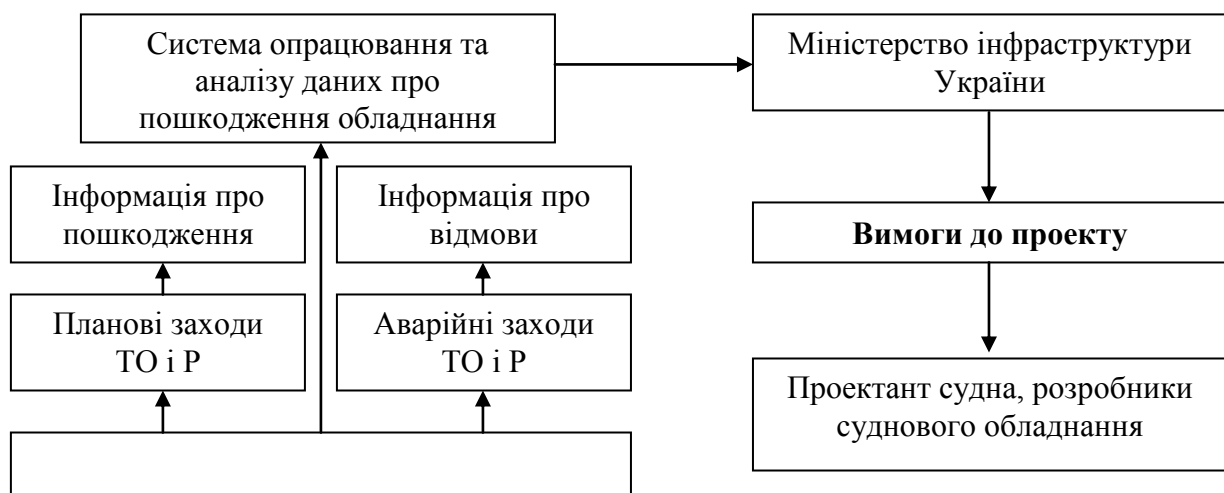 Система опрацювання та
аналізу даних про
пошкодження обладнання
Міністерство інфраструктури
України
Інформація про
пошкодження
Інформація про
відмови
Вимоги до проекту
Планові заходи
ТО і Р
Аварійні заходи
ТО і Р
Проектант судна, розробники
суднового обладнання